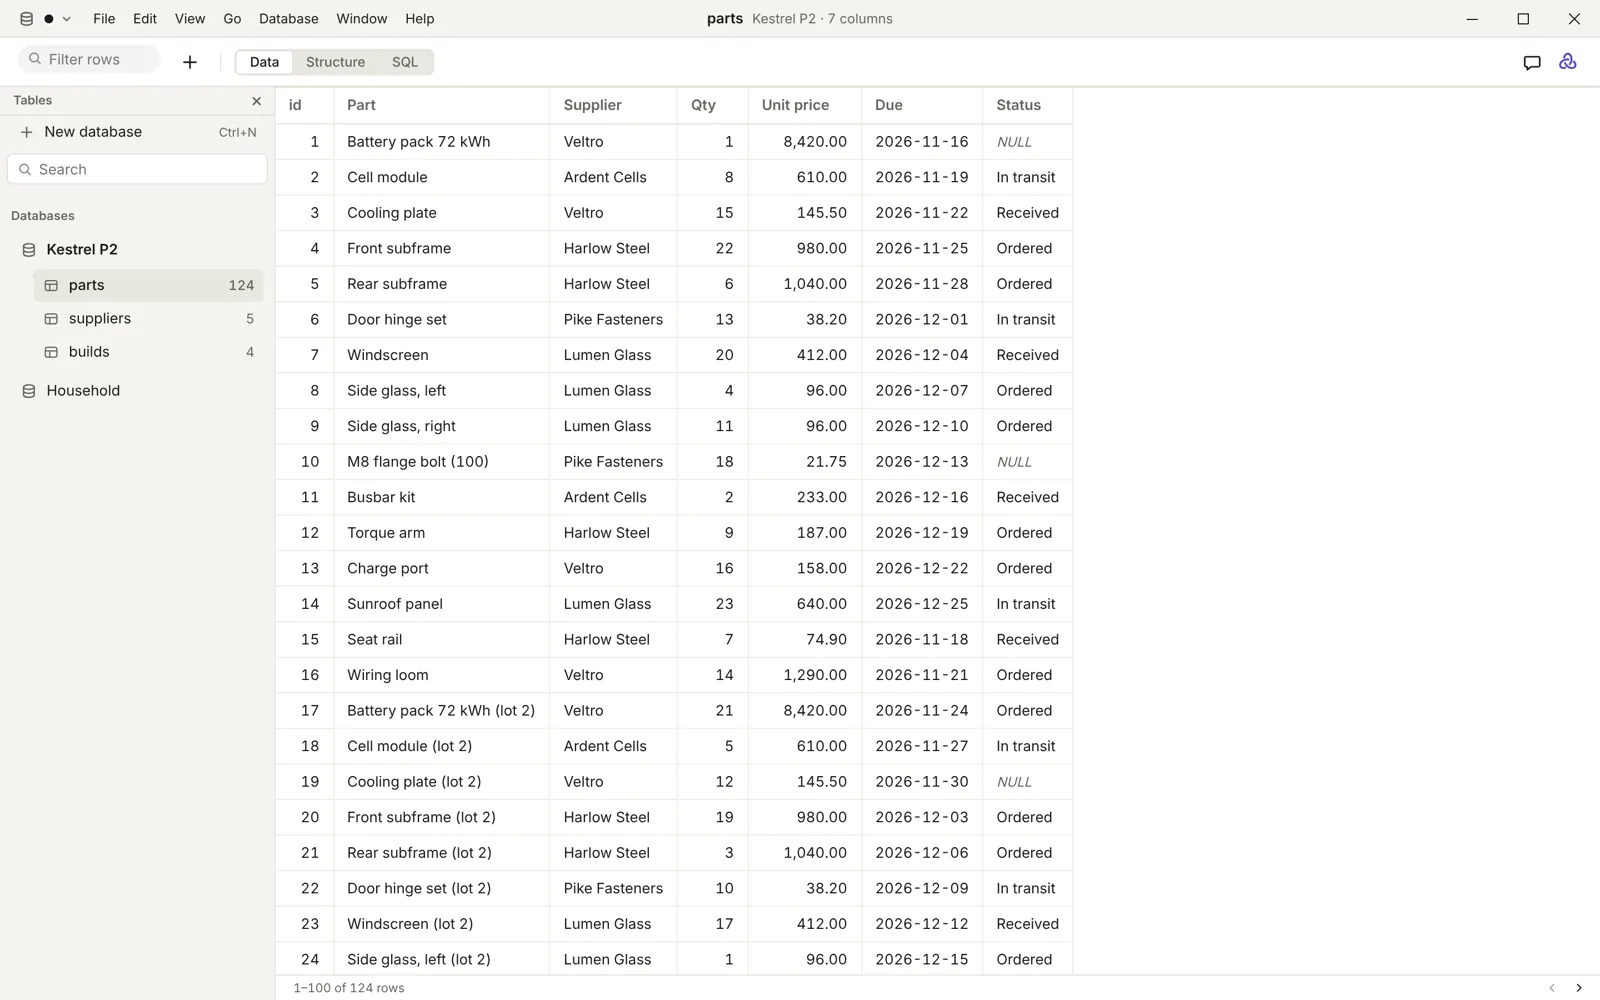 File Edit View Go Database Window Help
parts Kestrel P2 · 7 columns
Filter rows
Data Structure SQL
Tables
New database Ctrl+N
Search
Databases
Kestrel P2
parts 124
suppliers 5
builds 4
Household
id Part Supplier Qty Unit price Due Status
1 Battery pack 72 kWh Veltro 1 8,420.00 2026-11-16 NULL
2 Cell module Ardent Cells 8 610.00 2026-11-19 In transit
3 Cooling plate Veltro 15 145.50 2026-11-22 Received
4 Front subframe Harlow Steel 22 980.00 2026-11-25 Ordered
5 Rear subframe Harlow Steel 6 1,040.00 2026-11-28 Ordered
6 Door hinge set Pike Fasteners 13 38.20 2026-12-01 In transit
7 Windscreen Lumen Glass 20 412.00 2026-12-04 Received
8 Side glass, left Lumen Glass 4 96.00 2026-12-07 Ordered
9 Side glass, right Lumen Glass 11 96.00 2026-12-10 Ordered
10 M8 flange bolt (100) Pike Fasteners 18 21.75 2026-12-13 NULL
11 Busbar kit Ardent Cells 2 233.00 2026-12-16 Received
12 Torque arm Harlow Steel 9 187.00 2026-12-19 Ordered
13 Charge port Veltro 16 158.00 2026-12-22 Ordered
14 Sunroof panel Lumen Glass 23 640.00 2026-12-25 In transit
15 Seat rail Harlow Steel 7 74.90 2026-11-18 Received
16 Wiring loom Veltro 14 1,290.00 2026-11-21 Ordered
17 Battery pack 72 kWh (lot 2) Veltro 21 8,420.00 2026-11-24 Ordered
18 Cell module (lot 2) Ardent Cells 5 610.00 2026-11-27 In transit
19 Cooling plate (lot 2) Veltro 12 145.50 2026-11-30 NULL
20 Front subframe (lot 2) Harlow Steel 19 980.00 2026-12-03 Ordered
21 Rear subframe (lot 2) Harlow Steel 3 1,040.00 2026-12-06 Ordered
22 Door hinge set (lot 2) Pike Fasteners 10 38.20 2026-12-09 In transit
23 Windscreen (lot 2) Lumen Glass 17 412.00 2026-12-12 Received
24 Side glass, left (lot 2) Lumen Glass 1 96.00 2026-12-15 Ordered
1–100 of 124 rows